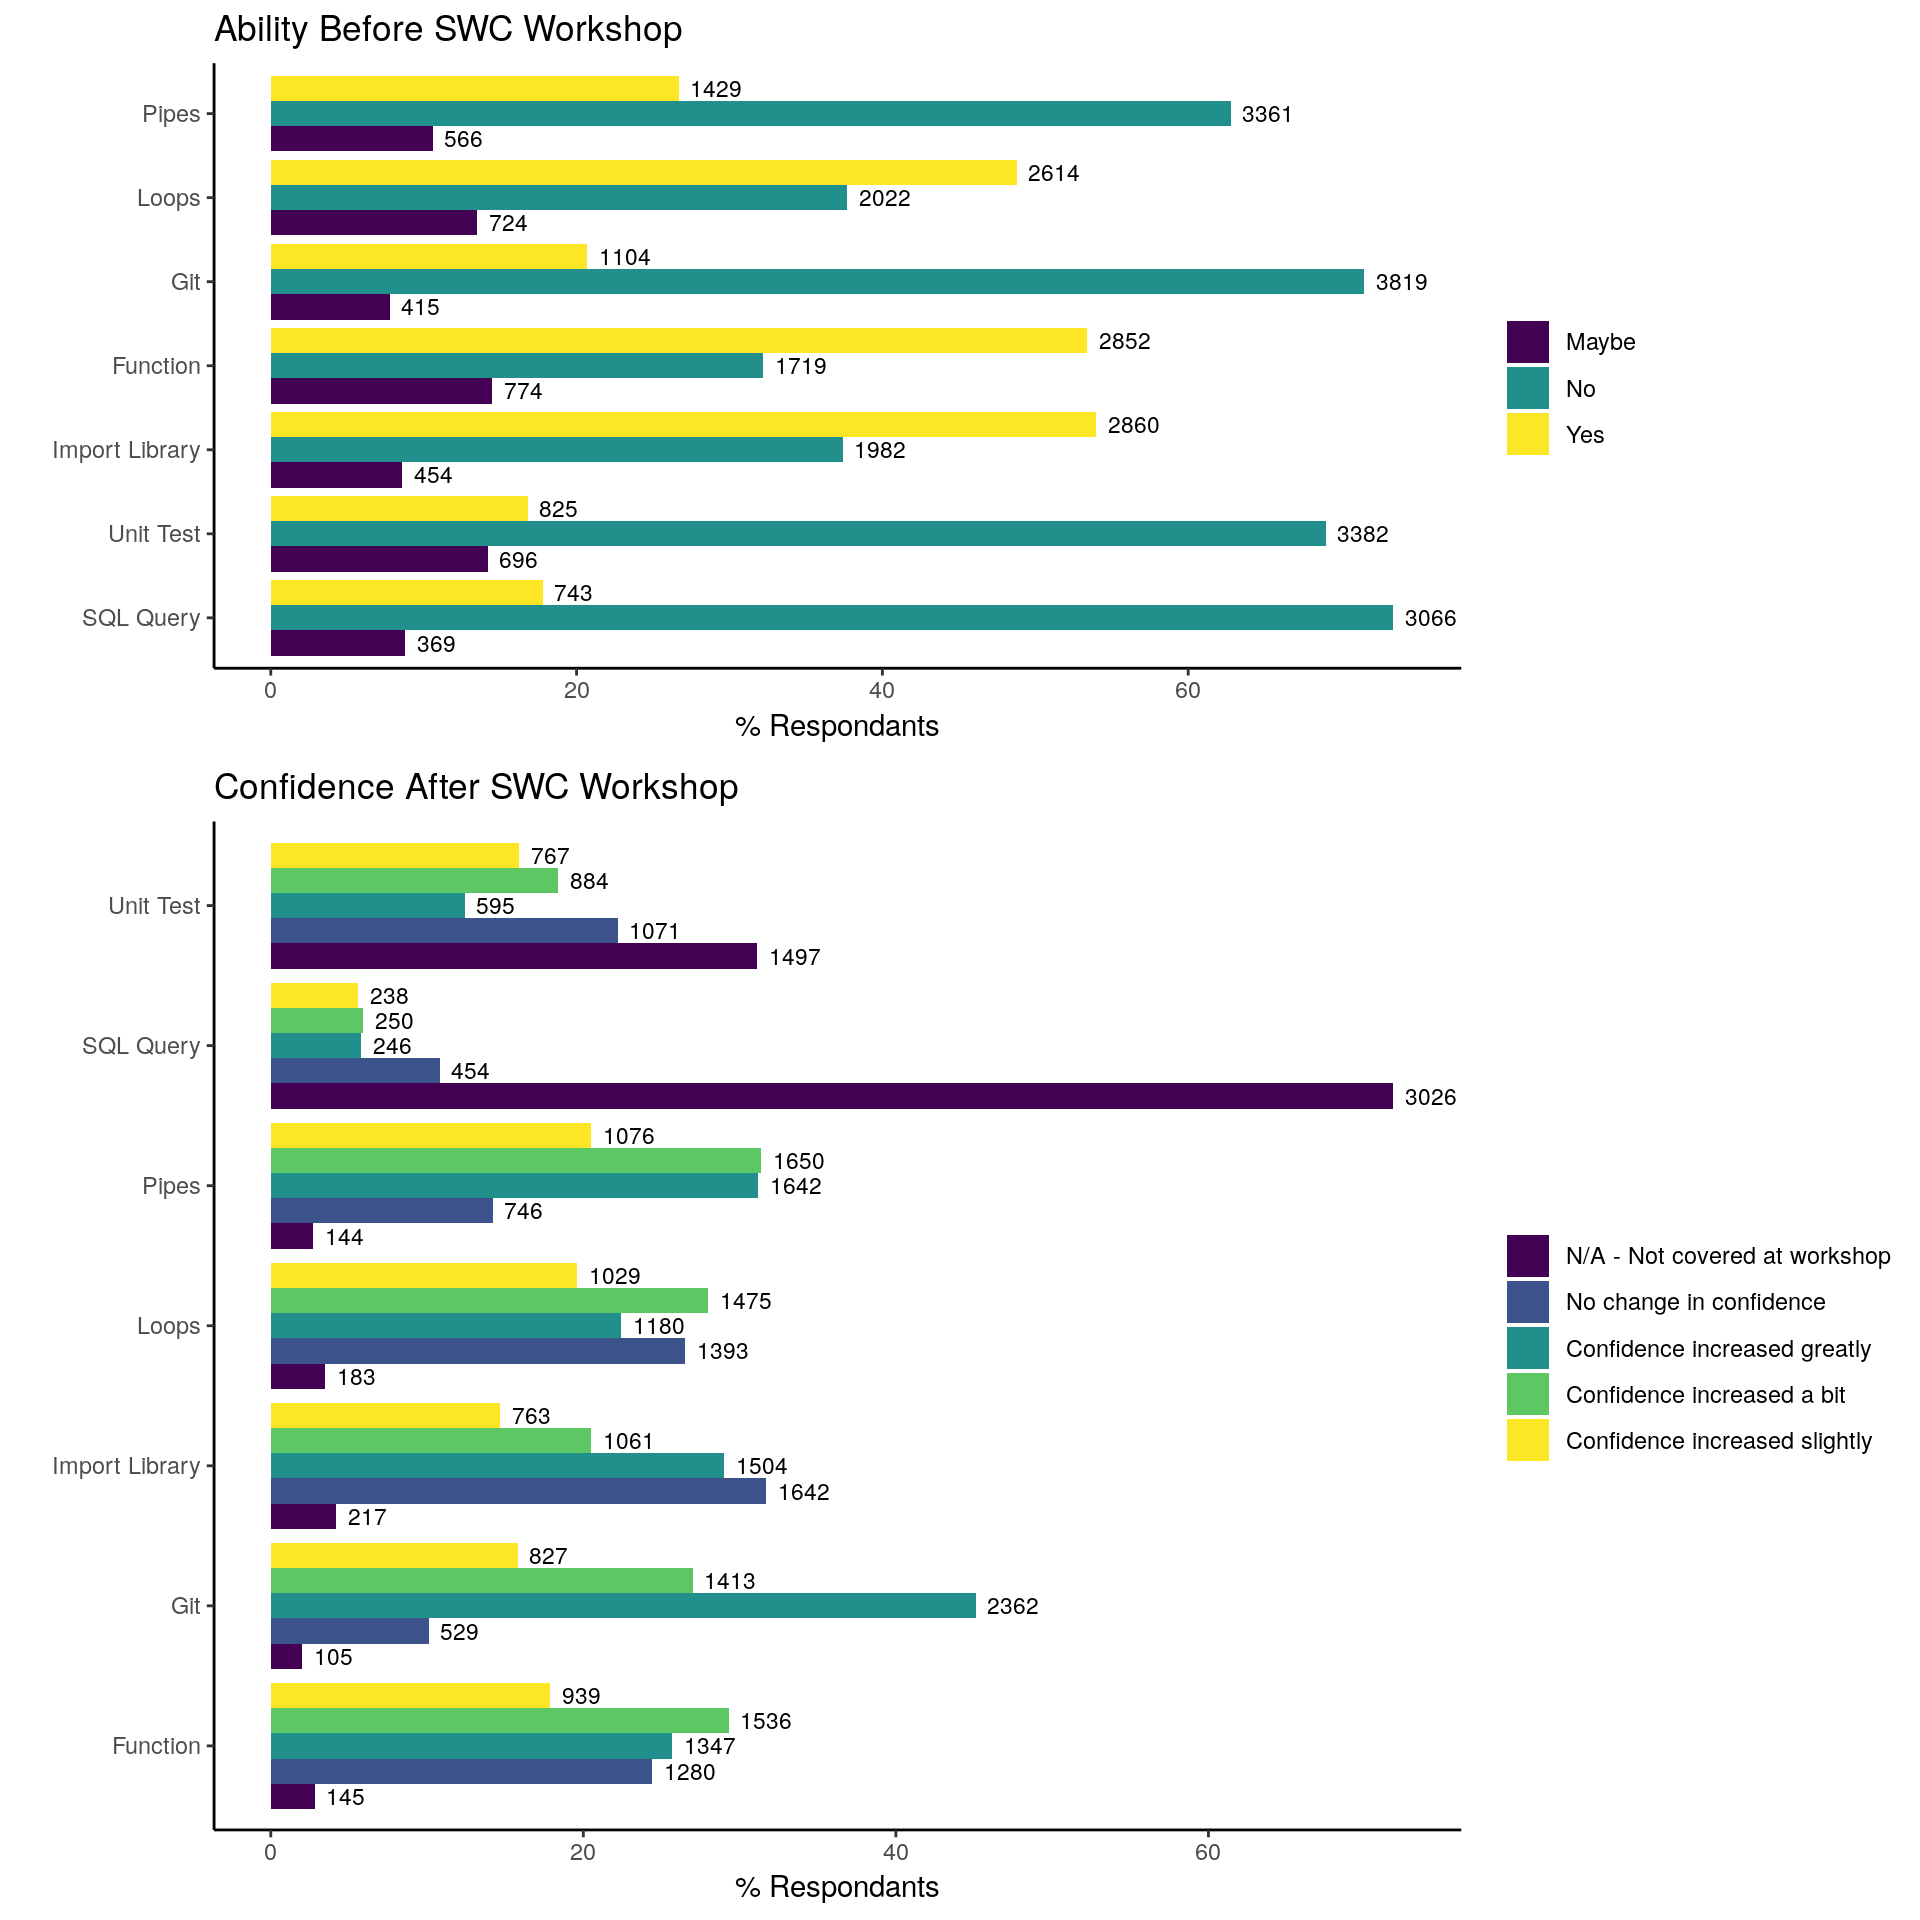 Ability Before SWC Workshop
Pipes
1429
3361
566
Loops
2614
2022
724
Git
1104
3819
415
Function
2852
1719
774
Import Library
2860
1982
454
Unit Test
825
3382
696
SQL Query
743
3066
369
0 20 40 60
% Respondants
Maybe
No
Yes
Confidence After SWC Workshop
Unit Test
767
884
595
1071
1497
SQL Query
238
250
246
454
3026
Pipes
1076
1650
1642
746
144
Loops
1029
1475
1180
1393
183
Import Library
763
1061
1504
1642
217
Git
827
1413
2362
529
105
Function
939
1536
1347
1280
145
0 20 40 60
% Respondants
N/A - Not covered at workshop
No change in confidence
Confidence increased greatly
Confidence increased a bit
Confidence increased slightly